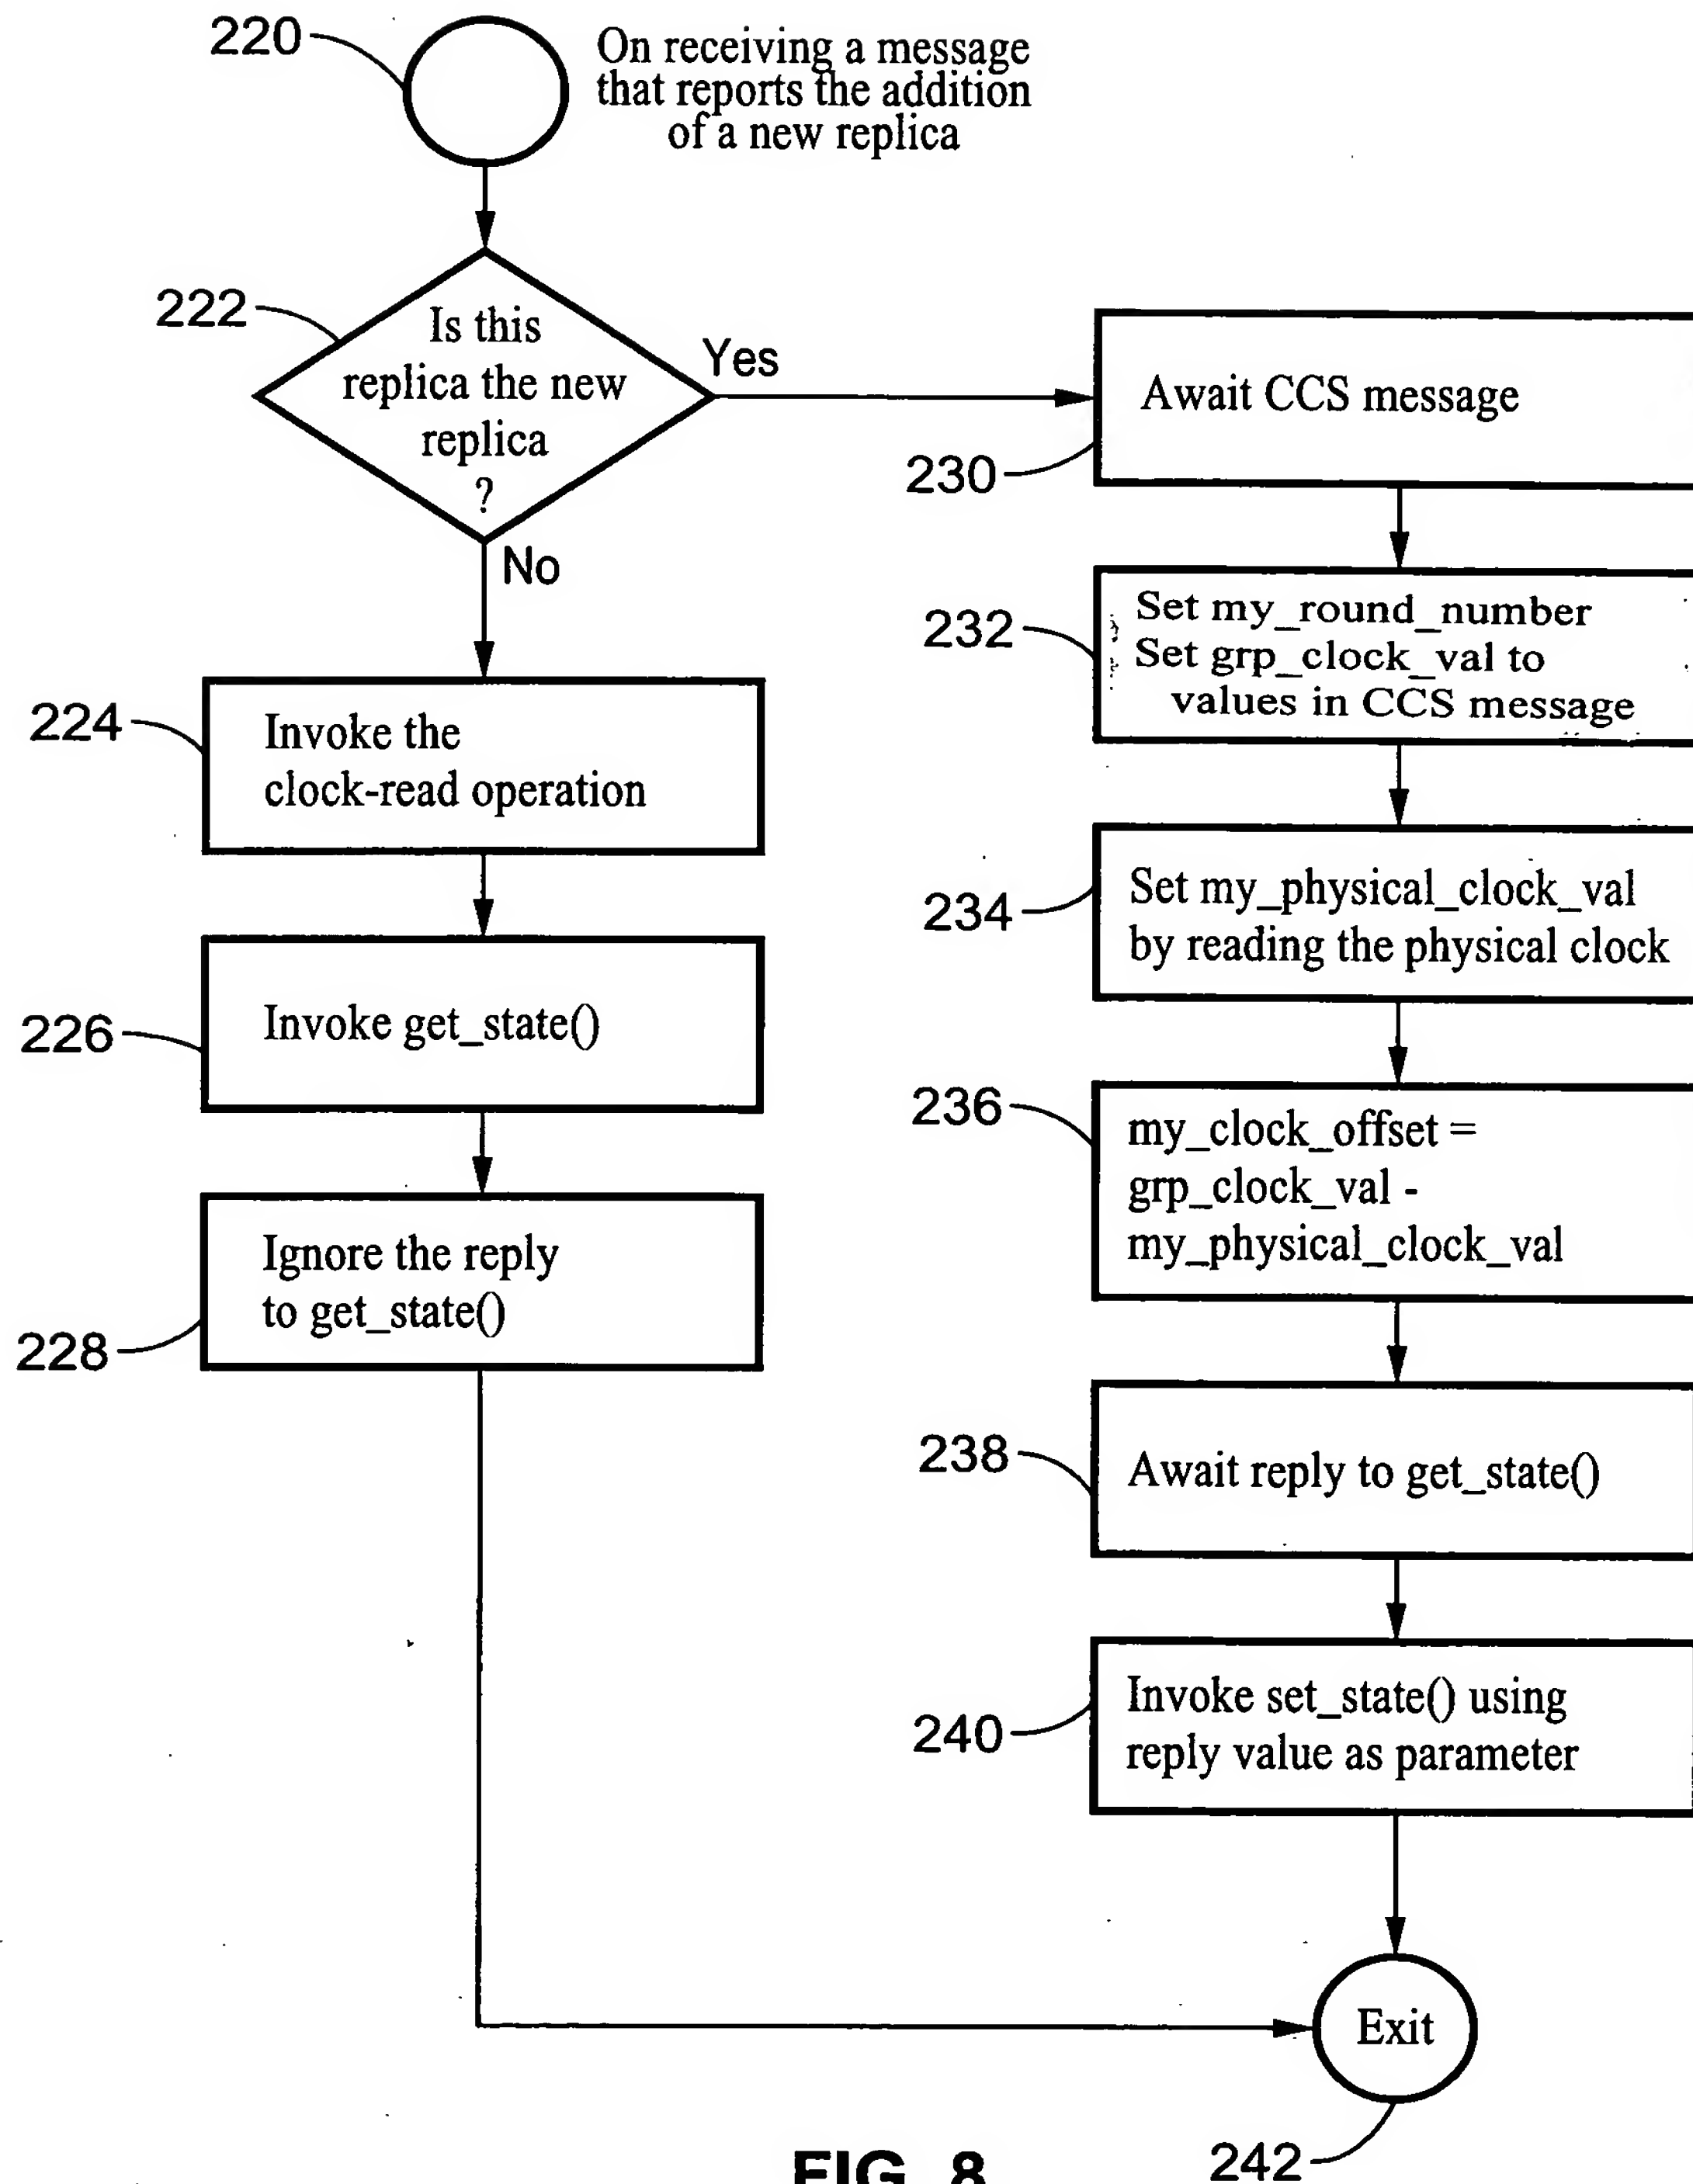 220
On receiving a message
that reports the addition
of a new replica
222
Is this
replica the new
replica
?
Yes
No
224
Invoke the
clock-read operation
226
Invoke get_state()
228
Ignore the reply
to get_state()
230
Await CCS message
232
Set my_round_number
Set grp_clock_val to
values in CCS message
234
Set my_physical_clock_val
by reading the physical clock
236
my_clock_offset =
grp_clock_val -
my_physical_clock_val
238
Await reply to get_state()
240
Invoke set_state() using
reply value as parameter
Exit
242
FIG. 8